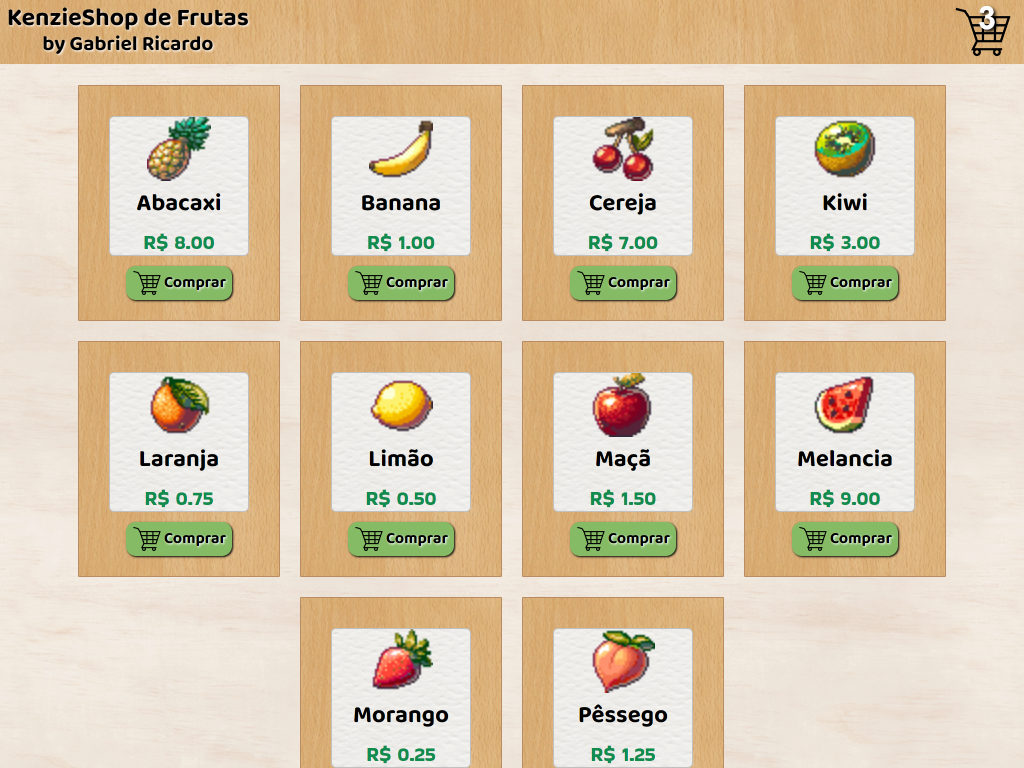 KenzieShop de Frutas
by Gabriel Ricardo
3
Abacaxi
R$ 8.00
Comprar
Banana
R$ 1.00
Comprar
Cereja
R$ 7.00
Comprar
Kiwi
R$ 3.00
Comprar
Laranja
R$ 0.75
Comprar
Limão
R$ 0.50
Comprar
Maçã
R$ 1.50
Comprar
Melancia
R$ 9.00
Comprar
Morango
R$ 0.25
Pêssego
R$ 1.25